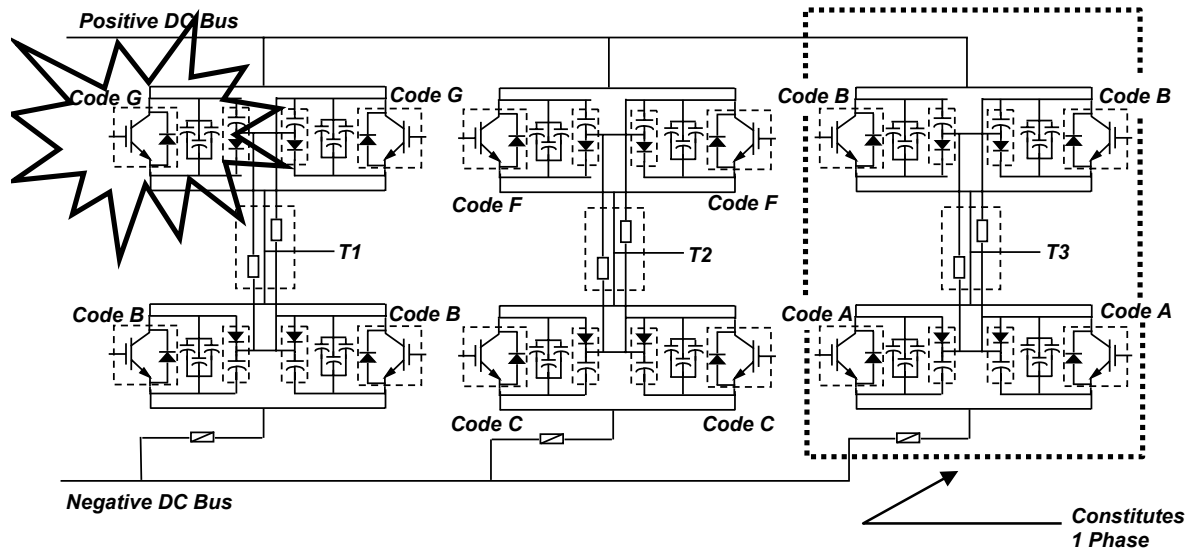 Positive DC Bus
Code G
Code G
Code B
Code B
Code F
Code F
T1
T2
T3
Code B
Code B
Code A
Code A
Code C
Code C
Negative DC Bus
Constitutes
1 Phase